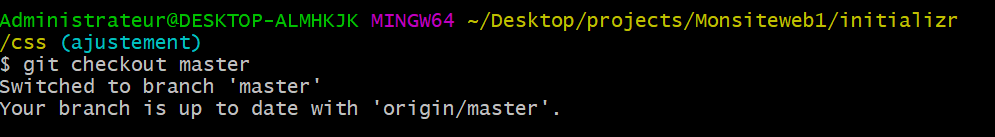 Administrateur@DESKTOP-ALMHKJK MINGW64 ~/Desktop/projects/Monsiteweb1/initializr
/css (ajustement)
$ git checkout master
Switched to branch 'master'
Your branch is up to date with 'origin/master'.